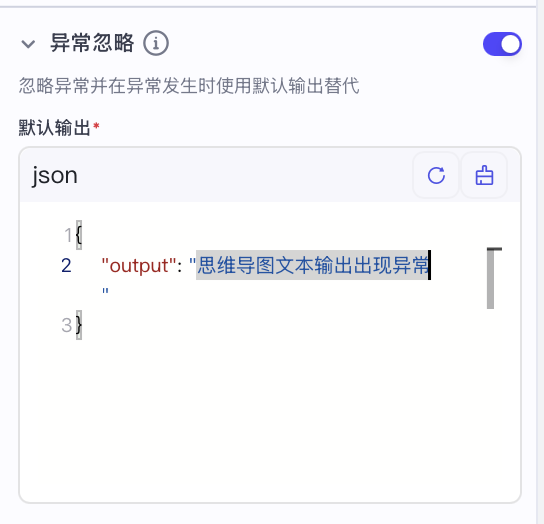 异常忽略
忽略异常并在异常发生时使用默认输出替代
默认输出*
json
1 {
2 "output": "思维导图文本输出出现异常
"
3 }